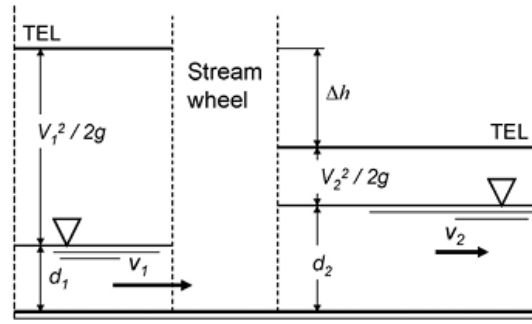 TEL
Stream
wheel
Δh
TEL
V₁² / 2g
V₂² / 2g
v₁
v₂
d₁
d₂